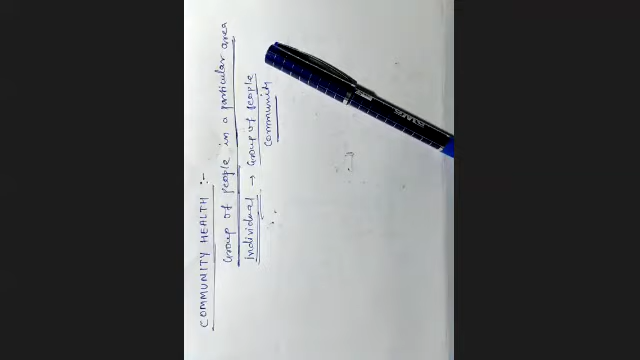 COMMUNITY HEALTH :-
Group of people in a particular area
individual → Group of people
Community